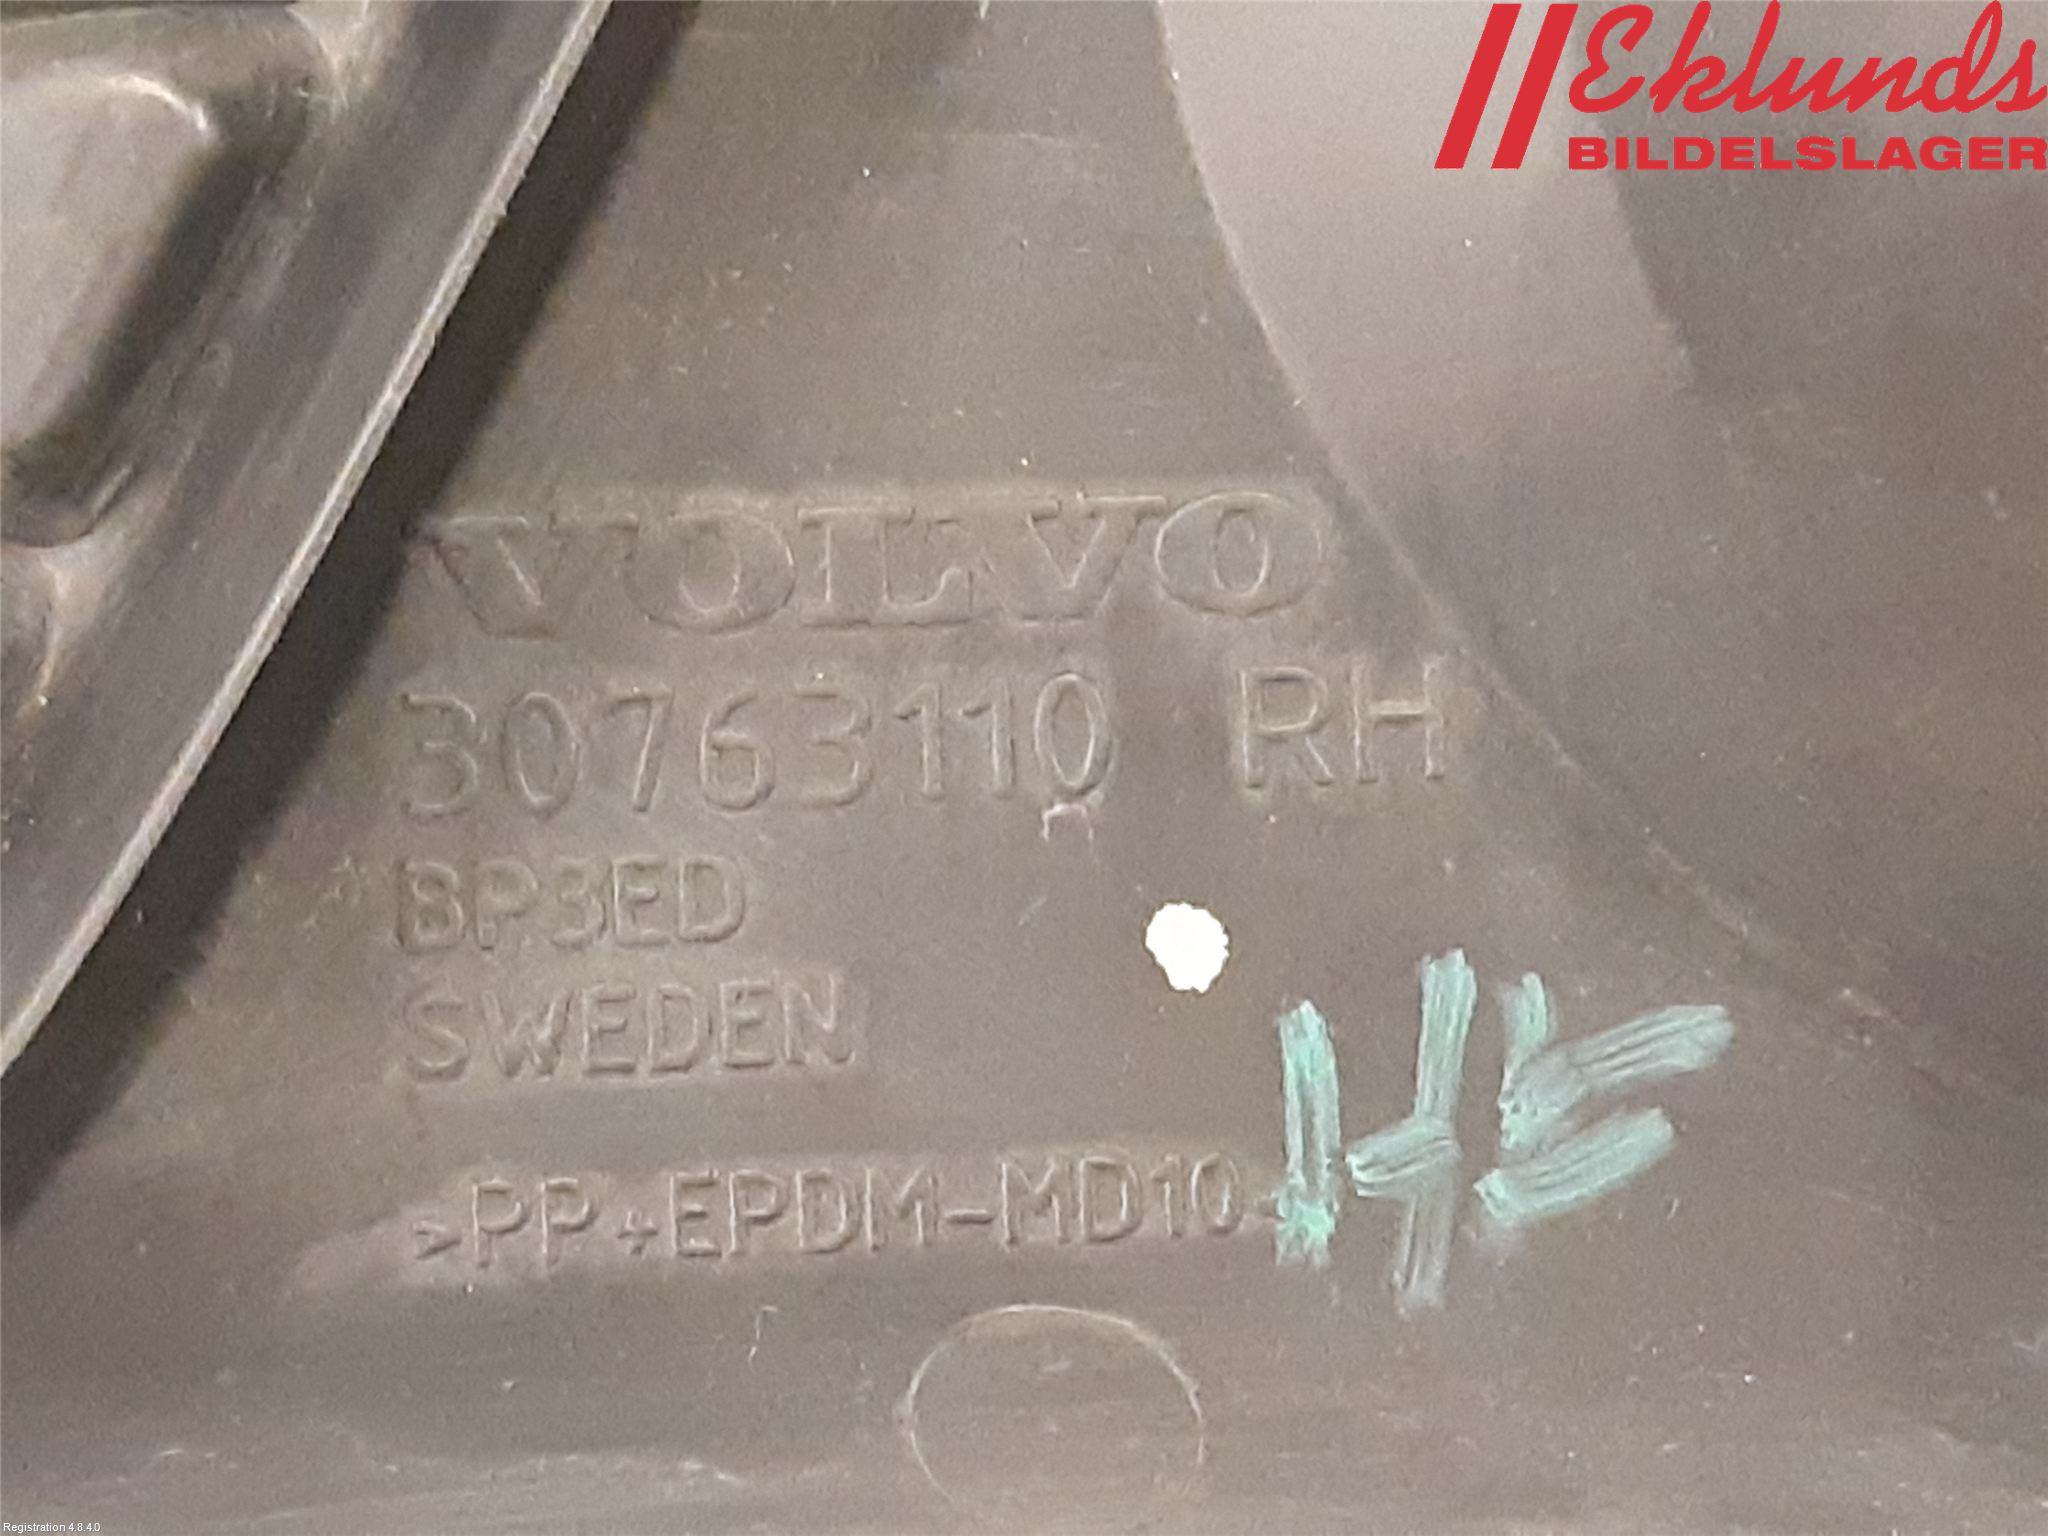 Eklunds
BILDELSLAGER
VOLVO
30763110 RH
BP3ED
SWEDEN
>PP+EPDM-MD10
Registration 4.8.4.0